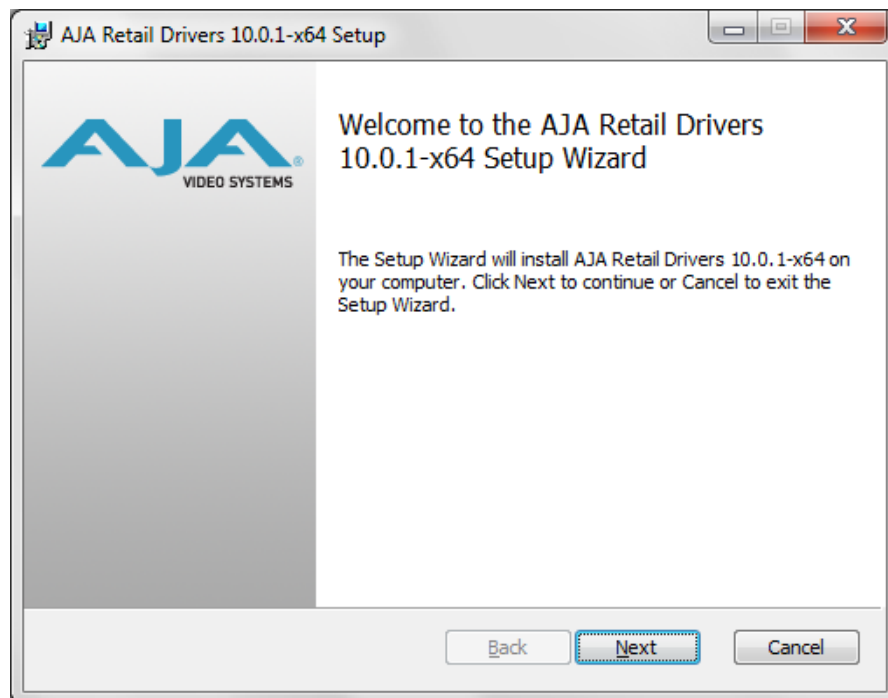 AJA Retail Drivers 10.0.1-x64 Setup
AJA®
VIDEO SYSTEMS
Welcome to the AJA Retail Drivers
10.0.1-x64 Setup Wizard
The Setup Wizard will install AJA Retail Drivers 10.0.1-x64 on
your computer. Click Next to continue or Cancel to exit the
Setup Wizard.
Back
Next
Cancel